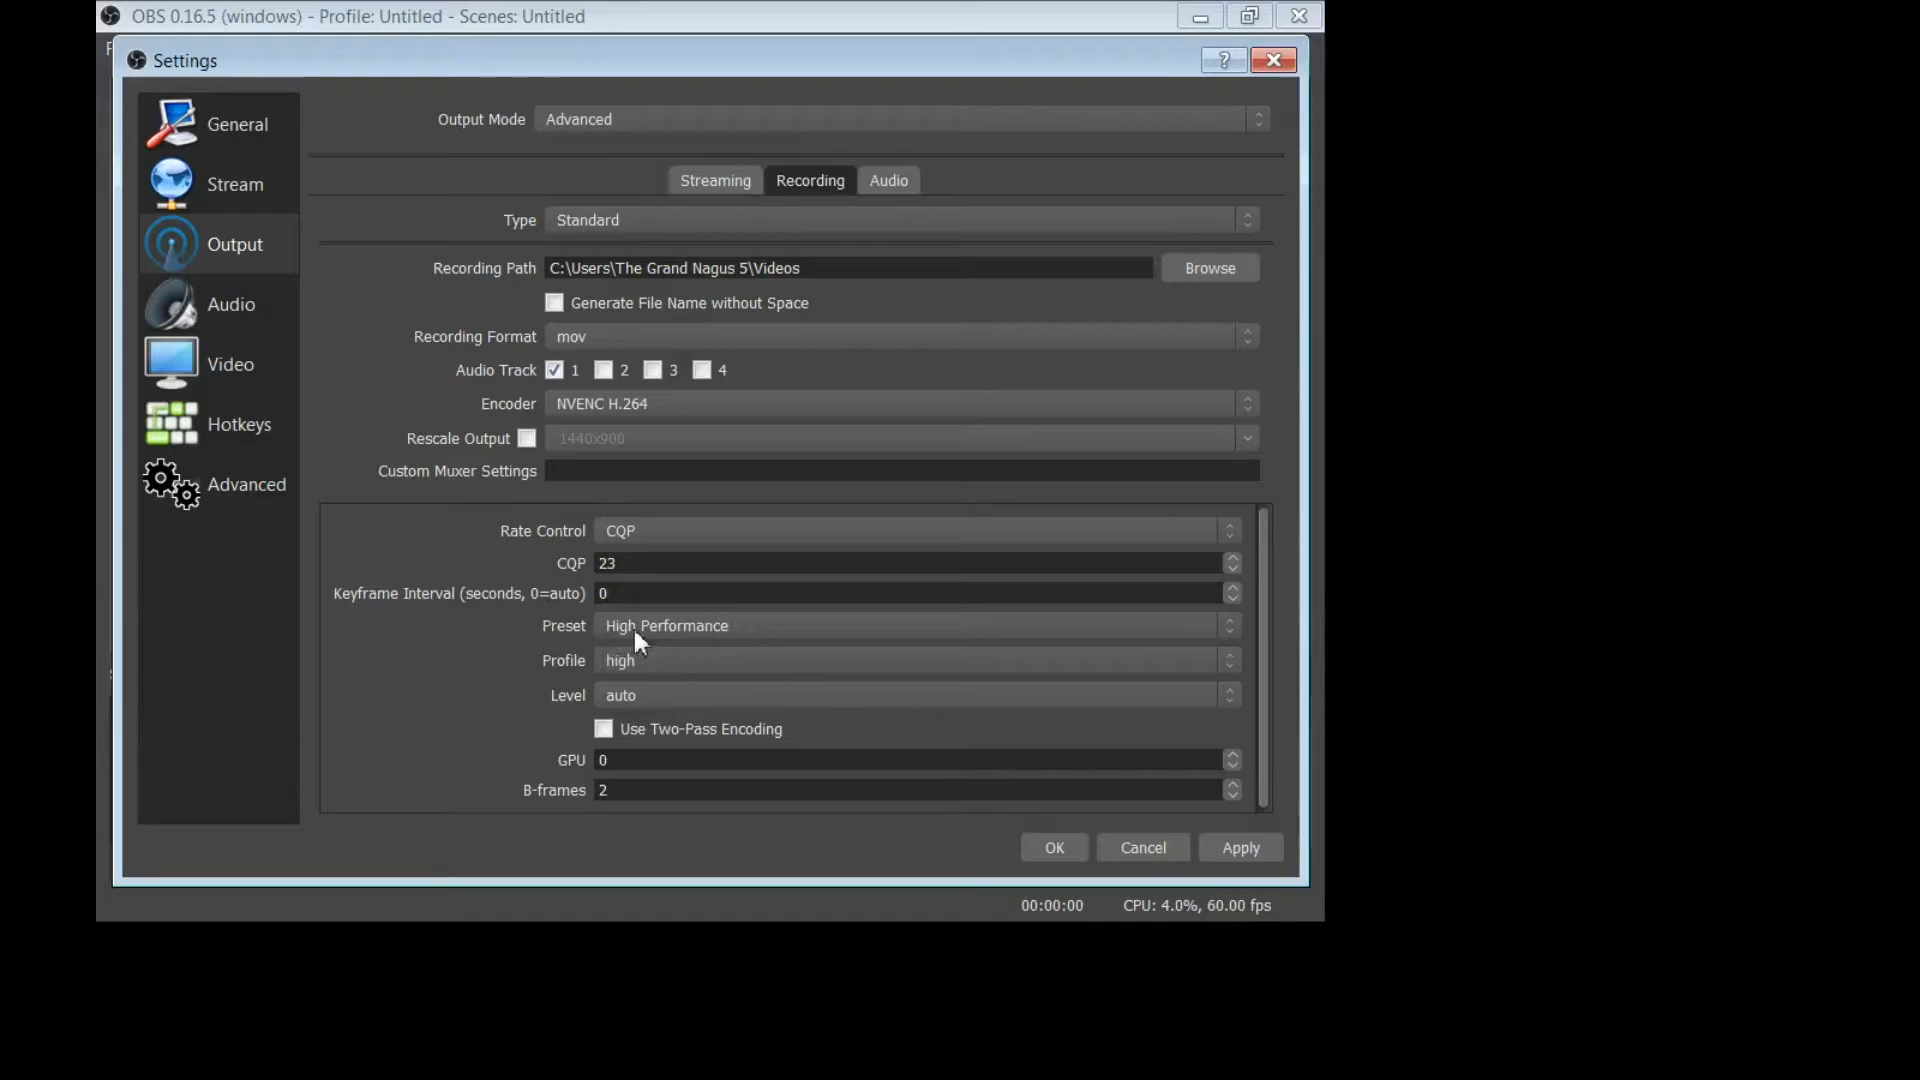 OBS 0.16.5 (windows) - Profile: Untitled - Scenes: Untitled
Settings
General
Stream
Output
Audio
Video
Hotkeys
Advanced
Output Mode Advanced
Streaming Recording Audio
Type Standard
Recording Path C:\Users\The Grand Nagus 5\Videos Browse
Generate File Name without Space
Recording Format mov
Audio Track 1 2 3 4
Encoder NVENC H.264
Rescale Output 1440x900
Custom Muxer Settings
Rate Control CQP
CQP 23
Keyframe Interval (seconds, 0=auto) 0
Preset High Performance
Profile high
Level auto
Use Two-Pass Encoding
GPU 0
B-frames 2
OK Cancel Apply
00:00:00 CPU: 4.0%, 60.00 fps